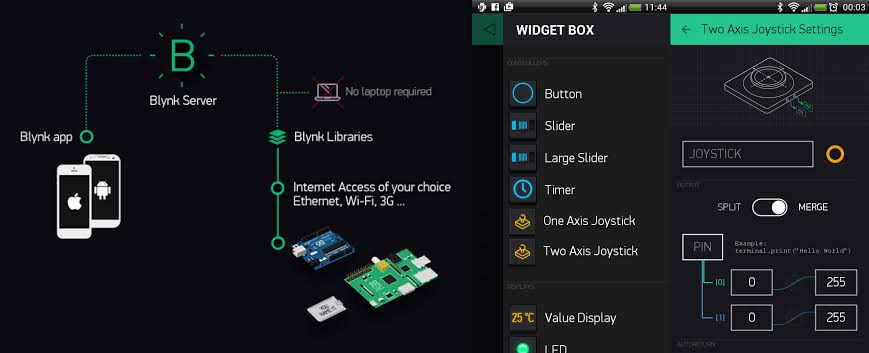 B
Blynk Server
No laptop required
Blynk app
Blynk Libraries
Internet Access of your choice
Ethernet, Wi-Fi, 3G ...
YOU
NAME IT
11:44
WIDGET BOX
CONTROLLERS
Button
Slider
Large Slider
Timer
One Axis Joystick
Two Axis Joystick
DISPLAYS
25 °C
Value Display
LED
00:03
Two Axis Joystick Settings
JOYSTICK
OUTPUT
SPLIT
MERGE
PIN
Example:
terminal.print("Hello World")
[0]
0
255
[1]
0
255
AUTORETURN